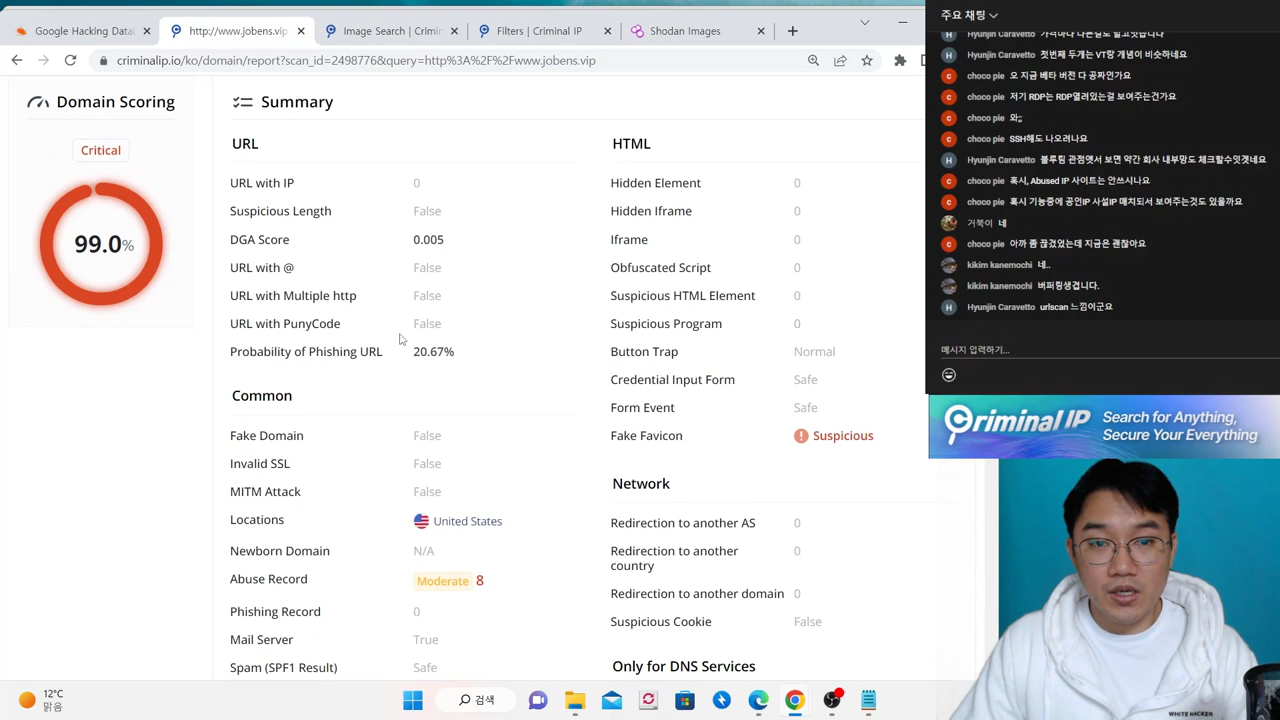 Google Hacking Data
http://www.jobens.vip
Image Search | Crimin
Filters | Criminal IP
Shodan Images
criminalip.io/ko/domain/report?scan_id=2498776&query=http%3A%2F%2Fwww.jobens.vip
Domain Scoring
Critical
99.0%
Summary
URL
URL with IP 0
Suspicious Length False
DGA Score 0.005
URL with @ False
URL with Multiple http False
URL with PunyCode False
Probability of Phishing URL 20.67%
Common
Fake Domain False
Invalid SSL False
MITM Attack False
Locations United States
Newborn Domain N/A
Abuse Record Moderate 8
Phishing Record 0
Mail Server True
Spam (SPF1 Result) Safe
HTML
Hidden Element 0
Hidden Iframe 0
Iframe 0
Obfuscated Script 0
Suspicious HTML Element 0
Suspicious Program 0
Button Trap Normal
Credential Input Form Safe
Form Event Safe
Fake Favicon Suspicious
Network
Redirection to another AS 0
Redirection to another
country 0
Redirection to another domain 0
Suspicious Cookie False
Only for DNS Services
주요 채팅
H Hyunjin Caravetto 첫번째 두개는 VT랑 개념이 비슷하네요
c choco pie 오 지금 베타 버전 다 공짜인가요
c choco pie 저기 RDP는 RDP열려있는걸 보여주는건가요
c choco pie 와;;
c choco pie SSH해도 나오려나요
H Hyunjin Caravetto 블루팀 관점앳서 보면 약간 회사 내부망도 체크할수잇겟네요
c choco pie 혹시, Abused IP 사이트는 안쓰시나요
c choco pie 혹시 기능중에 공인IP 사설IP 매치되서 보여주는것도 있을까요
거북이 네
c choco pie 아까 좀 끊겼었는데 지금은 괜찮아요
kikim kanemochi 네..
kikim kanemochi 버퍼링생겁니다.
H Hyunjin Caravetto urlscan 느낌이군요
메시지 입력하기...
Criminal IP
Search for Anything,
Secure Your Everything
WHITE HACKER
12°C
맑음
검색